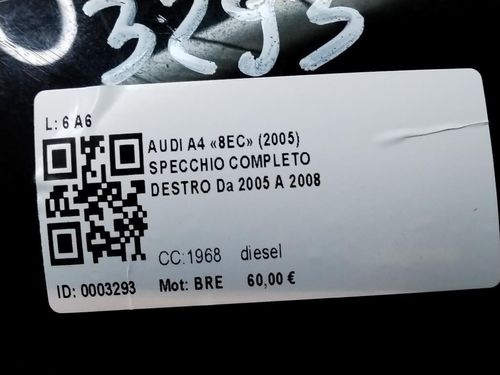 3293
L: 6 A6
AUDI A4 «8EC» (2005)
SPECCHIO COMPLETO
DESTRO Da 2005 A 2008
CC:1968 diesel
ID: 0003293 Mot: BRE 60,00 €